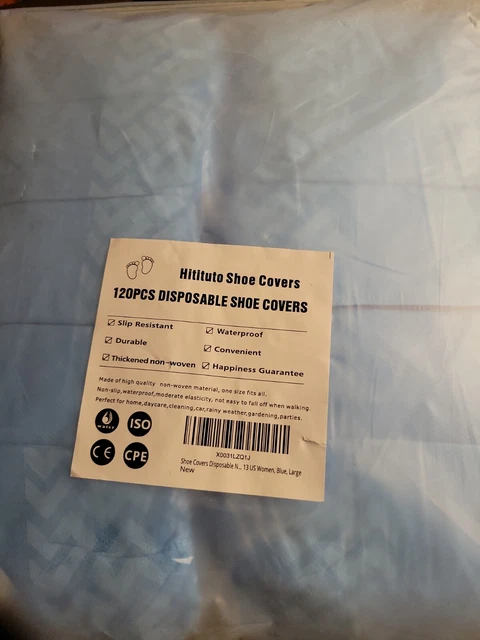 Hitituto Shoe Covers
120PCS DISPOSABLE SHOE COVERS
Slip Resistant
Waterproof
Durable
Convenient
Thickened non-woven
Happiness Guarantee
Made of high quality non-woven material, one size fits all.
Non-slip,waterproof,moderate elasticity, not easy to fall off when walking.
Perfect for home,daycare,cleaning,car,rainy weather,gardening,parties.
water
ISO
CE
CPE
X0031LZQ1J
Shoe Covers Disposable N... 13 US Women, Blue, Large
New